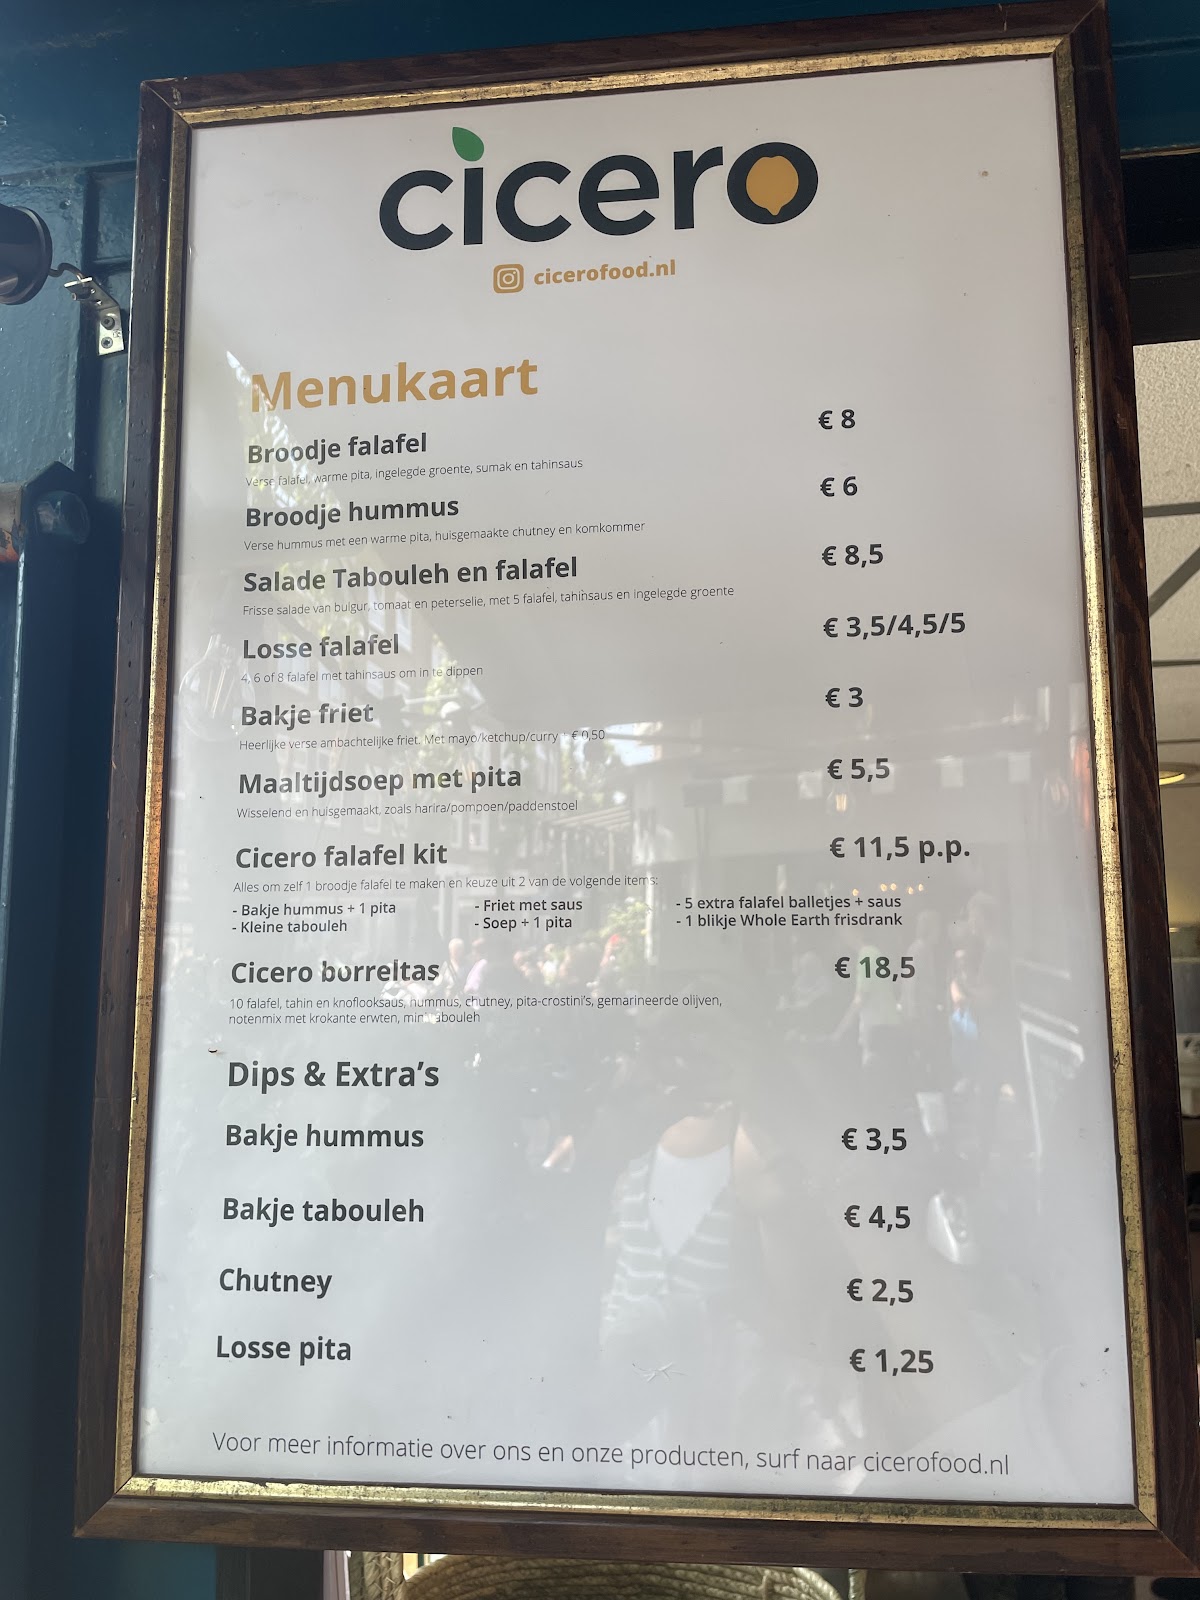 cicero
cicerofood.nl
Menukaart
Broodje falafel € 8
Verse falafel, warme pita, ingelegde groente, sumak en tahinsaus
Broodje hummus € 6
Verse hummus met een warme pita, huisgemaakte chutney en komkommer
Salade Tabouleh en falafel € 8,5
Frisse salade van bulgur, tomaat en peterselie, met 5 falafel, tahinsaus en ingelegde groente
Losse falafel € 3,5/4,5/5
4, 6 of 8 falafel met tahinsaus om in te dippen
Bakje friet € 3
Heerlijke verse ambachtelijke friet. Met mayo/ketchup/curry + € 0,50
Maaltijdsoep met pita € 5,5
Wisselend en huisgemaakt, zoals harira/pompoen/paddenstoel
Cicero falafel kit € 11,5 p.p.
Alles om zelf 1 broodje falafel te maken en keuze uit 2 van de volgende items:
- Bakje hummus + 1 pita - Friet met saus - 5 extra falafel balletjes + saus
- Kleine tabouleh - Soep + 1 pita - 1 blikje Whole Earth frisdrank
Cicero borreltas € 18,5
10 falafel, tahin en knoflooksaus, hummus, chutney, pita-crostini's, gemarineerde olijven,
notenmix met krokante erwten, mini tabouleh
Dips & Extra's
Bakje hummus € 3,5
Bakje tabouleh € 4,5
Chutney € 2,5
Losse pita € 1,25
Voor meer informatie over ons en onze producten, surf naar cicerofood.nl